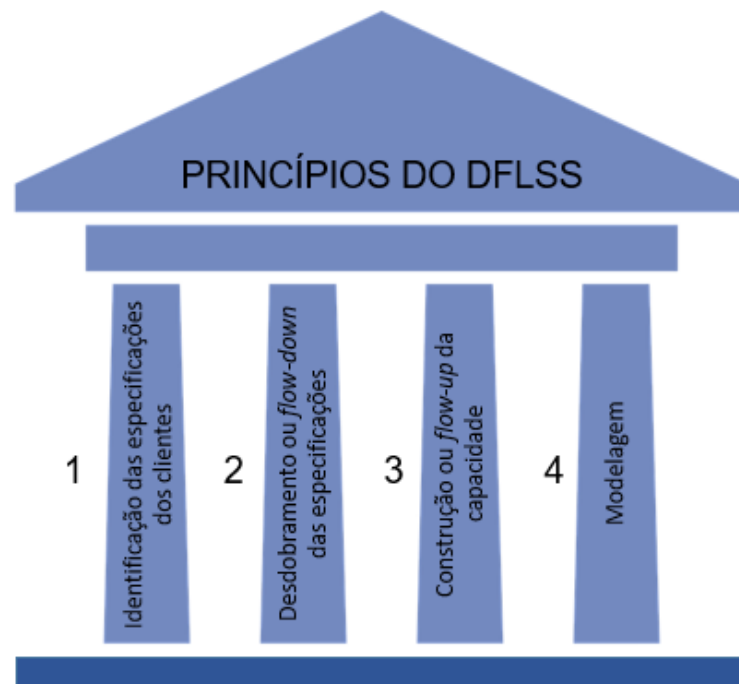 PRINCÍPIOS DO DFLSS
1
Identificação das especificações
dos clientes
2
Desdobramento ou flow-down
das especificações
3
Construção ou flow-up da
capacidade
4
Modelagem